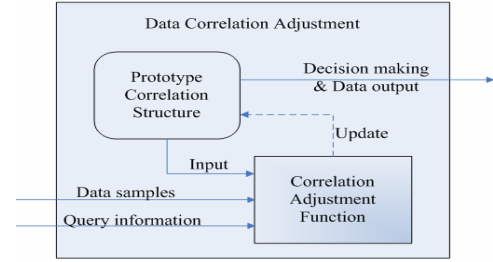 Data Correlation Adjustment
Prototype
Correlation
Structure
Decision making
& Data output
Update
Input
Data samples
Query information
Correlation
Adjustment
Function